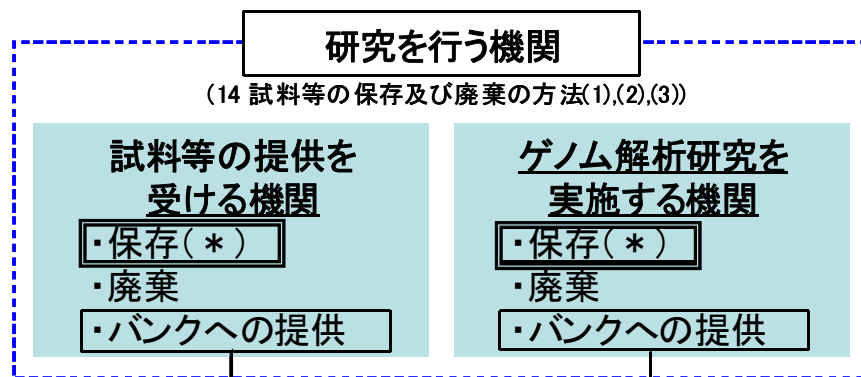 研究を行う機関
(14 試料等の保存及び廃棄の方法(1),(2),(3))
試料等の提供を
受ける機関
・保存(＊)
・廃棄
・バンクへの提供
ゲノム解析研究を
実施する機関
・保存(＊)
・廃棄
・バンクへの提供